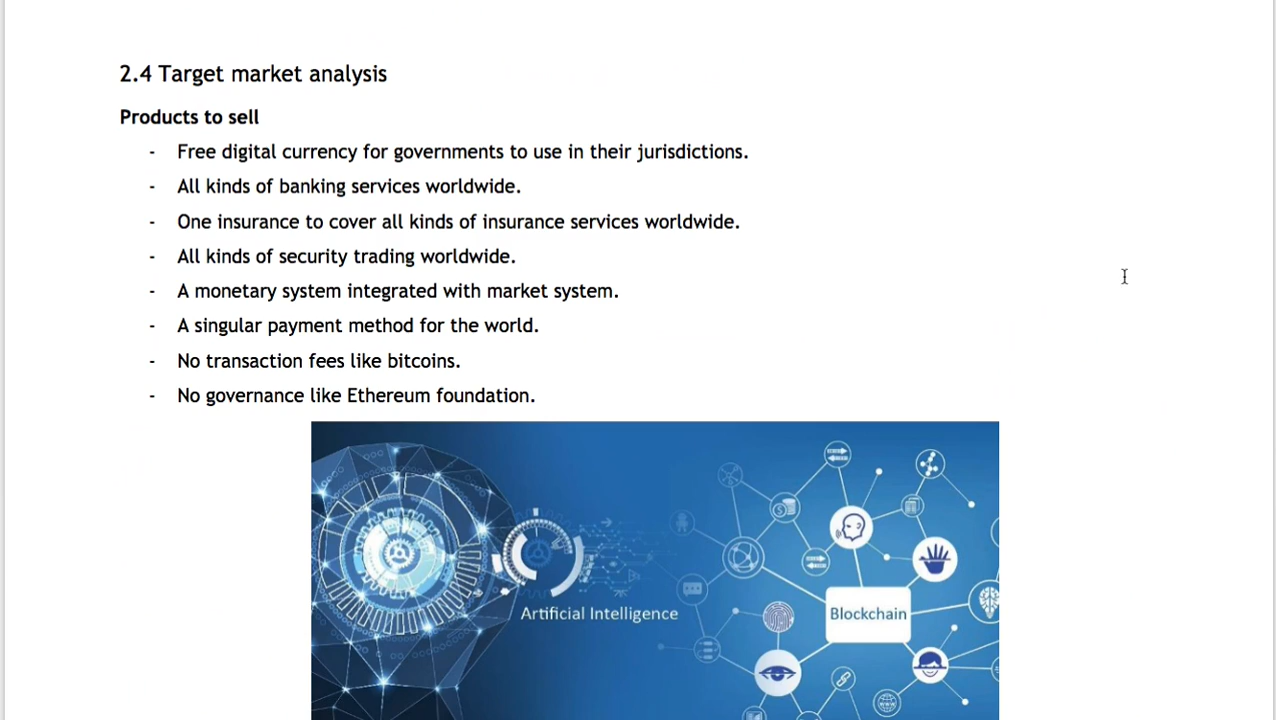 2.4 Target market analysis
Products to sell
- Free digital currency for governments to use in their jurisdictions.
- All kinds of banking services worldwide.
- One insurance to cover all kinds of insurance services worldwide.
- All kinds of security trading worldwide.
- A monetary system integrated with market system.
- A singular payment method for the world.
- No transaction fees like bitcoins.
- No governance like Ethereum foundation.
Artificial Intelligence
Blockchain
WWW